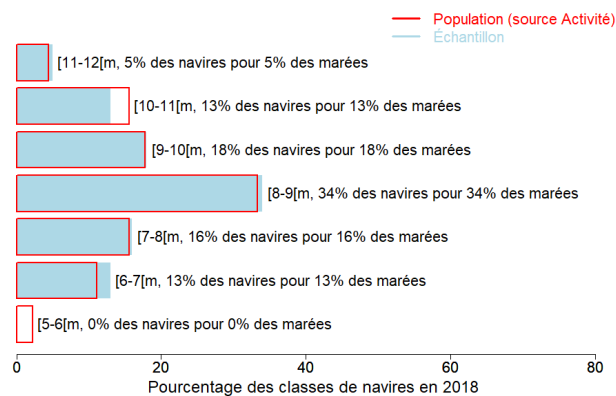 Population (source Activité)
Échantillon
[11-12[m, 5% des navires pour 5% des marées
[10-11[m, 13% des navires pour 13% des marées
[9-10[m, 18% des navires pour 18% des marées
[8-9[m, 34% des navires pour 34% des marées
[7-8[m, 16% des navires pour 16% des marées
[6-7[m, 13% des navires pour 13% des marées
[5-6[m, 0% des navires pour 0% des marées
0 20 40 60 80
Pourcentage des classes de navires en 2018